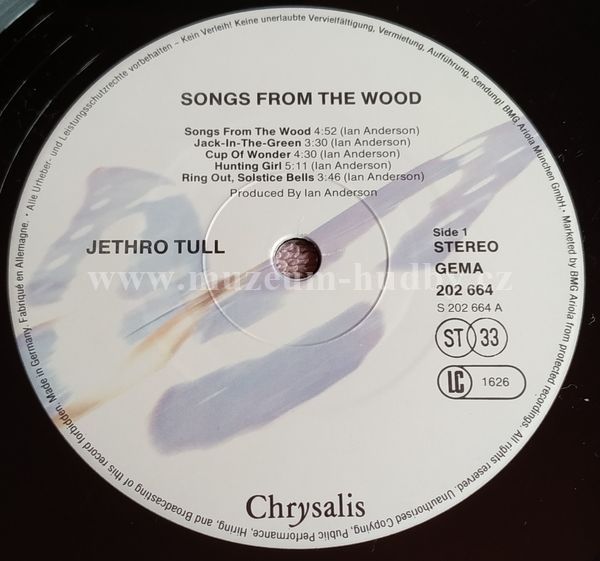 Alle Urheber- und Leistungsschutzrechte vorbehalten – Kein Verleih! Keine unerlaubte Vervielfältigung, Vermietung, Aufführung, Sendung! BMG Ariola München GmbH. • Marketed by BMG Ariola from protected recordings. All rights reserved. Unauthorised Copying, Public Performance, Hiring, and Broadcasting of this record forbidden. Made in Germany. Fabriqué en Allemagne. •
SONGS FROM THE WOOD
Songs From The Wood 4:52 (Ian Anderson)
Jack-In-The-Green 3:30 (Ian Anderson)
Cup Of Wonder 4:30 (Ian Anderson)
Hunting Girl 5:11 (Ian Anderson)
Ring Out, Solstice Bells 3:46 (Ian Anderson)
Produced By Ian Anderson
JETHRO TULL
Side 1
STEREO
GEMA
202 664
S 202 664 A
ST 33
LC 1626
www.muzeum-hudby.cz
Chrysalis